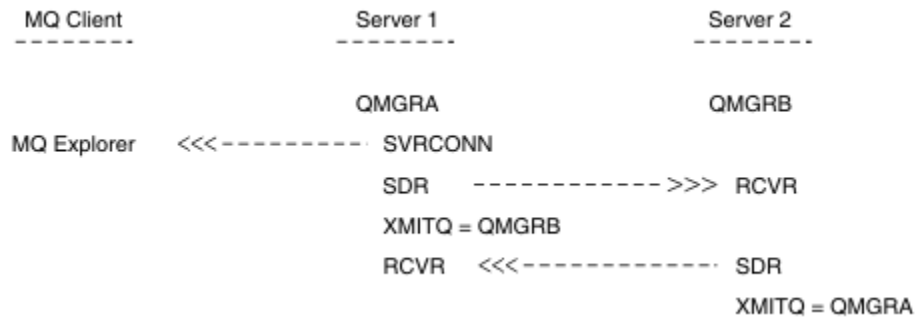 MQ Client Server 1 Server 2
QMGRA QMGRB
MQ Explorer <<<---------- SVRCONN
SDR ------------>>> RCVR
XMITQ = QMGRB
RCVR <<<------------- SDR
XMITQ = QMGRA